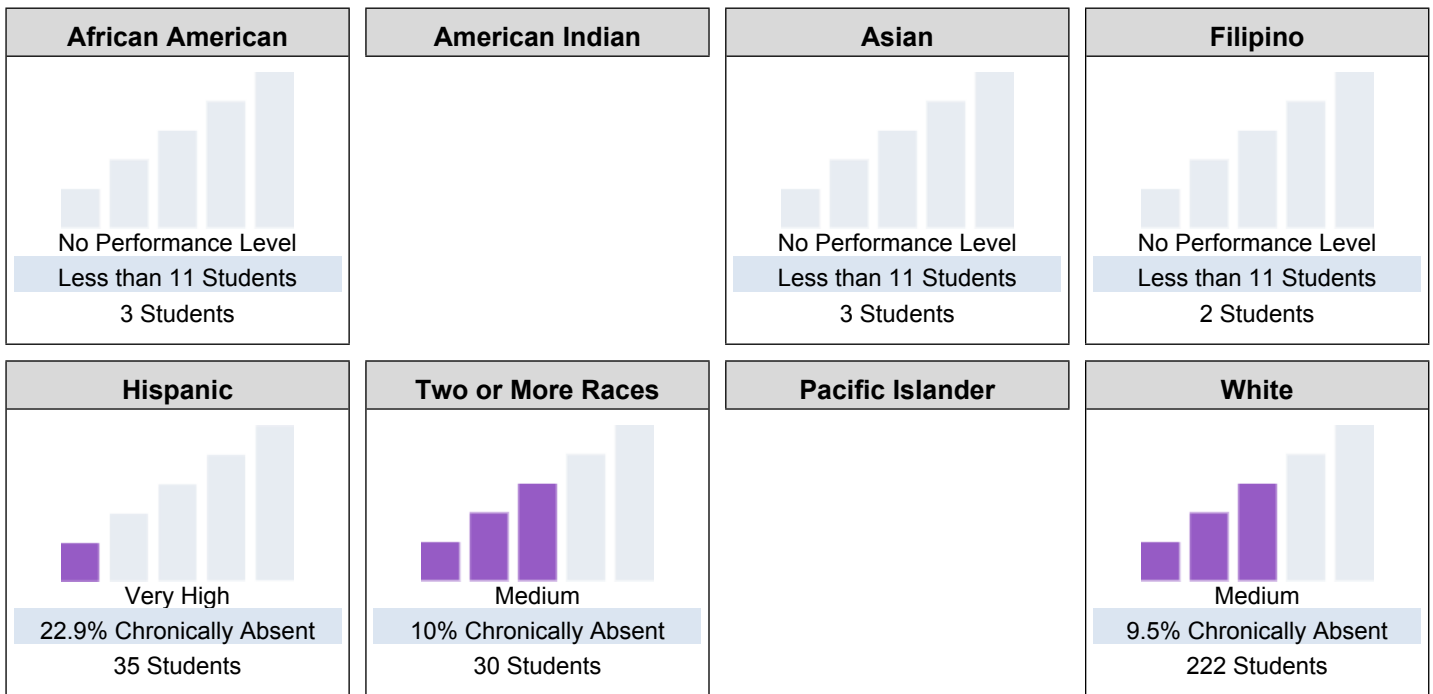 African American
American Indian
Asian
Filipino
No Performance Level
Less than 11 Students
3 Students
No Performance Level
Less than 11 Students
3 Students
No Performance Level
Less than 11 Students
2 Students
Hispanic
Two or More Races
Pacific Islander
White
Very High
22.9% Chronically Absent
35 Students
Medium
10% Chronically Absent
30 Students
Medium
9.5% Chronically Absent
222 Students